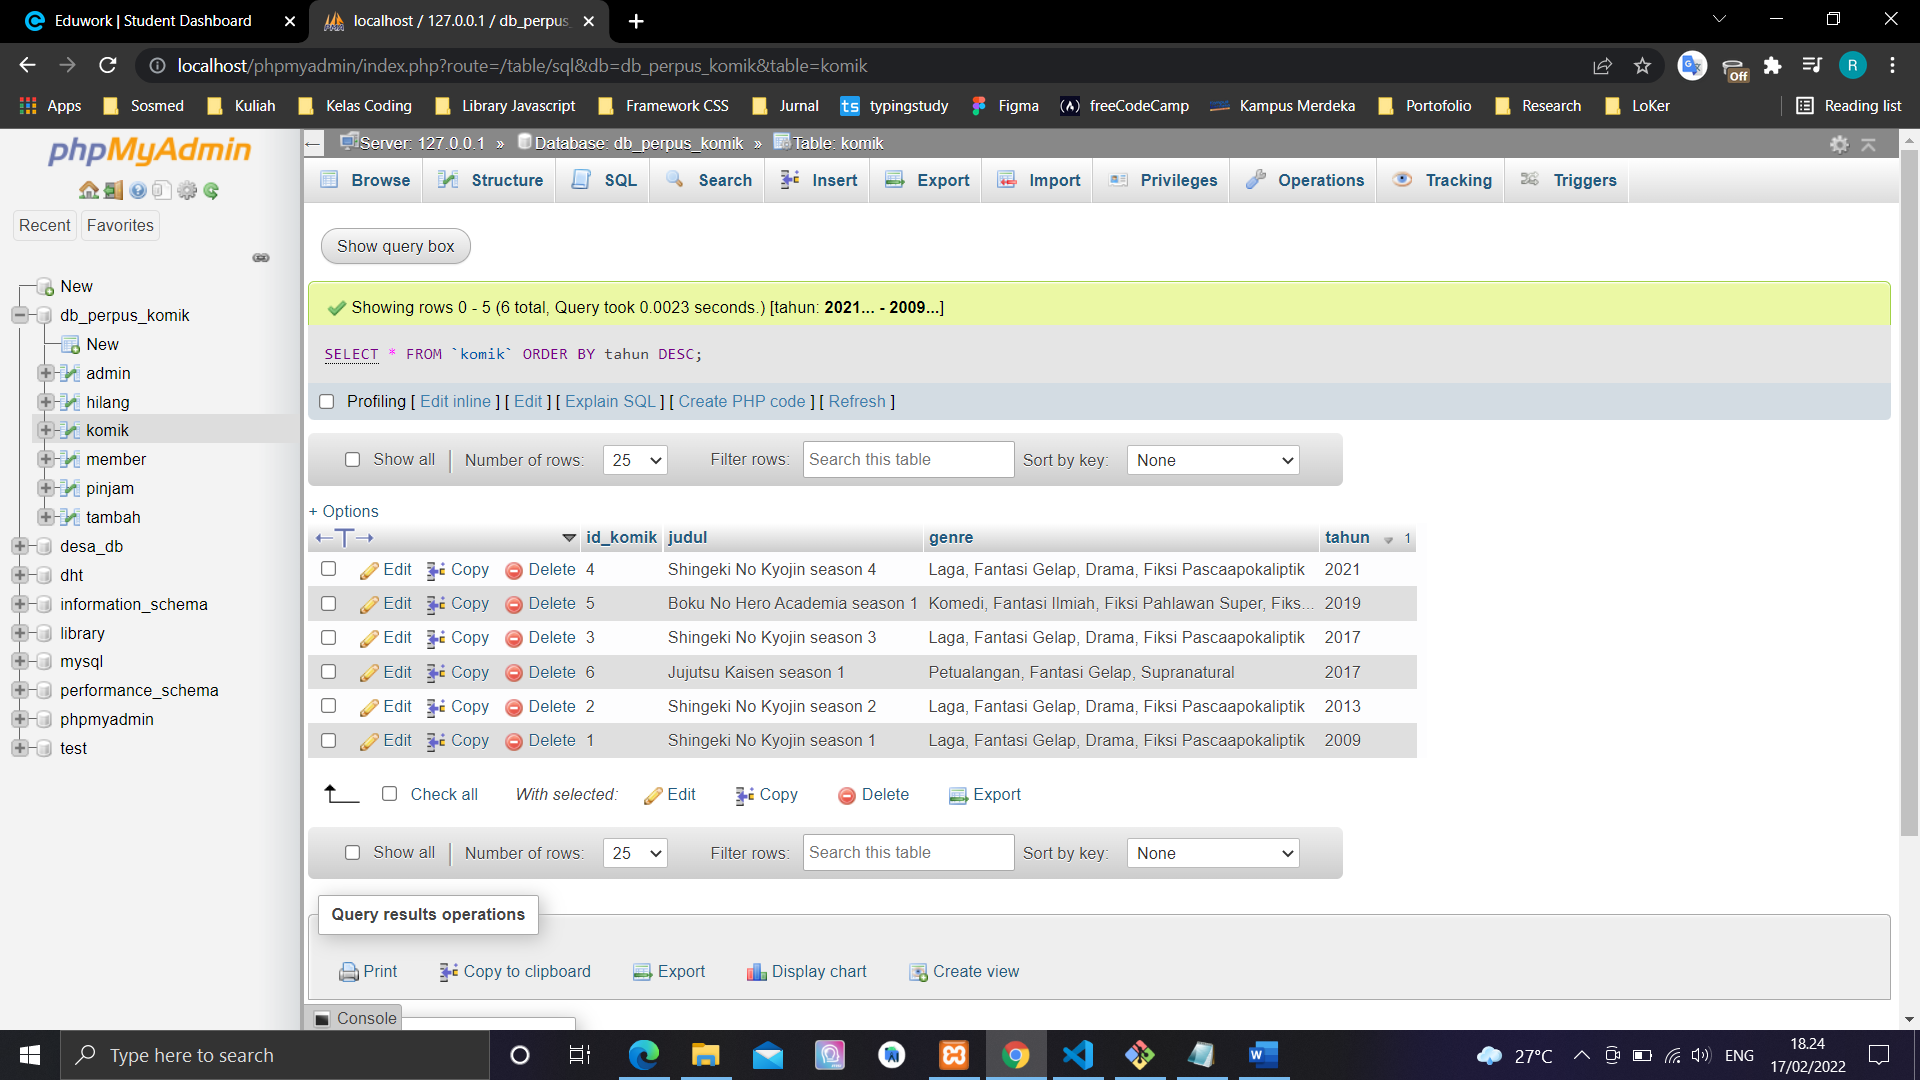 Eduwork | Student Dashboard
localhost / 127.0.0.1 / db_perpus
localhost/phpmyadmin/index.php?route=/table/sql&db=db_perpus_komik&table=komik
Off
R
Apps Sosmed Kuliah Kelas Coding Library Javascript Framework CSS Jurnal ts typingstudy Figma freeCodeCamp Kampus Merdeka Portofolio Research LoKer Reading list
phpMyAdmin
Recent Favorites
New
db_perpus_komik
New
admin
hilang
komik
member
pinjam
tambah
desa_db
dht
information_schema
library
mysql
performance_schema
phpmyadmin
test
Server: 127.0.0.1 » Database: db_perpus_komik » Table: komik
Browse Structure SQL Search Insert Export Import Privileges Operations Tracking Triggers
Show query box
Showing rows 0 - 5 (6 total, Query took 0.0023 seconds.) [tahun: 2021... - 2009...]
SELECT * FROM `komik` ORDER BY tahun DESC;
Profiling [ Edit inline ] [ Edit ] [ Explain SQL ] [ Create PHP code ] [ Refresh ]
Show all | Number of rows: 25 Filter rows: Search this table Sort by key: None
+ Options
←T→ id_komik judul genre tahun 1
Edit Copy Delete 4 Shingeki No Kyojin season 4 Laga, Fantasi Gelap, Drama, Fiksi Pascaapokaliptik 2021
Edit Copy Delete 5 Boku No Hero Academia season 1 Komedi, Fantasi Ilmiah, Fiksi Pahlawan Super, Fiks... 2019
Edit Copy Delete 3 Shingeki No Kyojin season 3 Laga, Fantasi Gelap, Drama, Fiksi Pascaapokaliptik 2017
Edit Copy Delete 6 Jujutsu Kaisen season 1 Petualangan, Fantasi Gelap, Supranatural 2017
Edit Copy Delete 2 Shingeki No Kyojin season 2 Laga, Fantasi Gelap, Drama, Fiksi Pascaapokaliptik 2013
Edit Copy Delete 1 Shingeki No Kyojin season 1 Laga, Fantasi Gelap, Drama, Fiksi Pascaapokaliptik 2009
Check all With selected: Edit Copy Delete Export
Show all | Number of rows: 25 Filter rows: Search this table Sort by key: None
Query results operations
Print Copy to clipboard Export Display chart Create view
Console
Type here to search
27°C ENG
18.24
17/02/2022